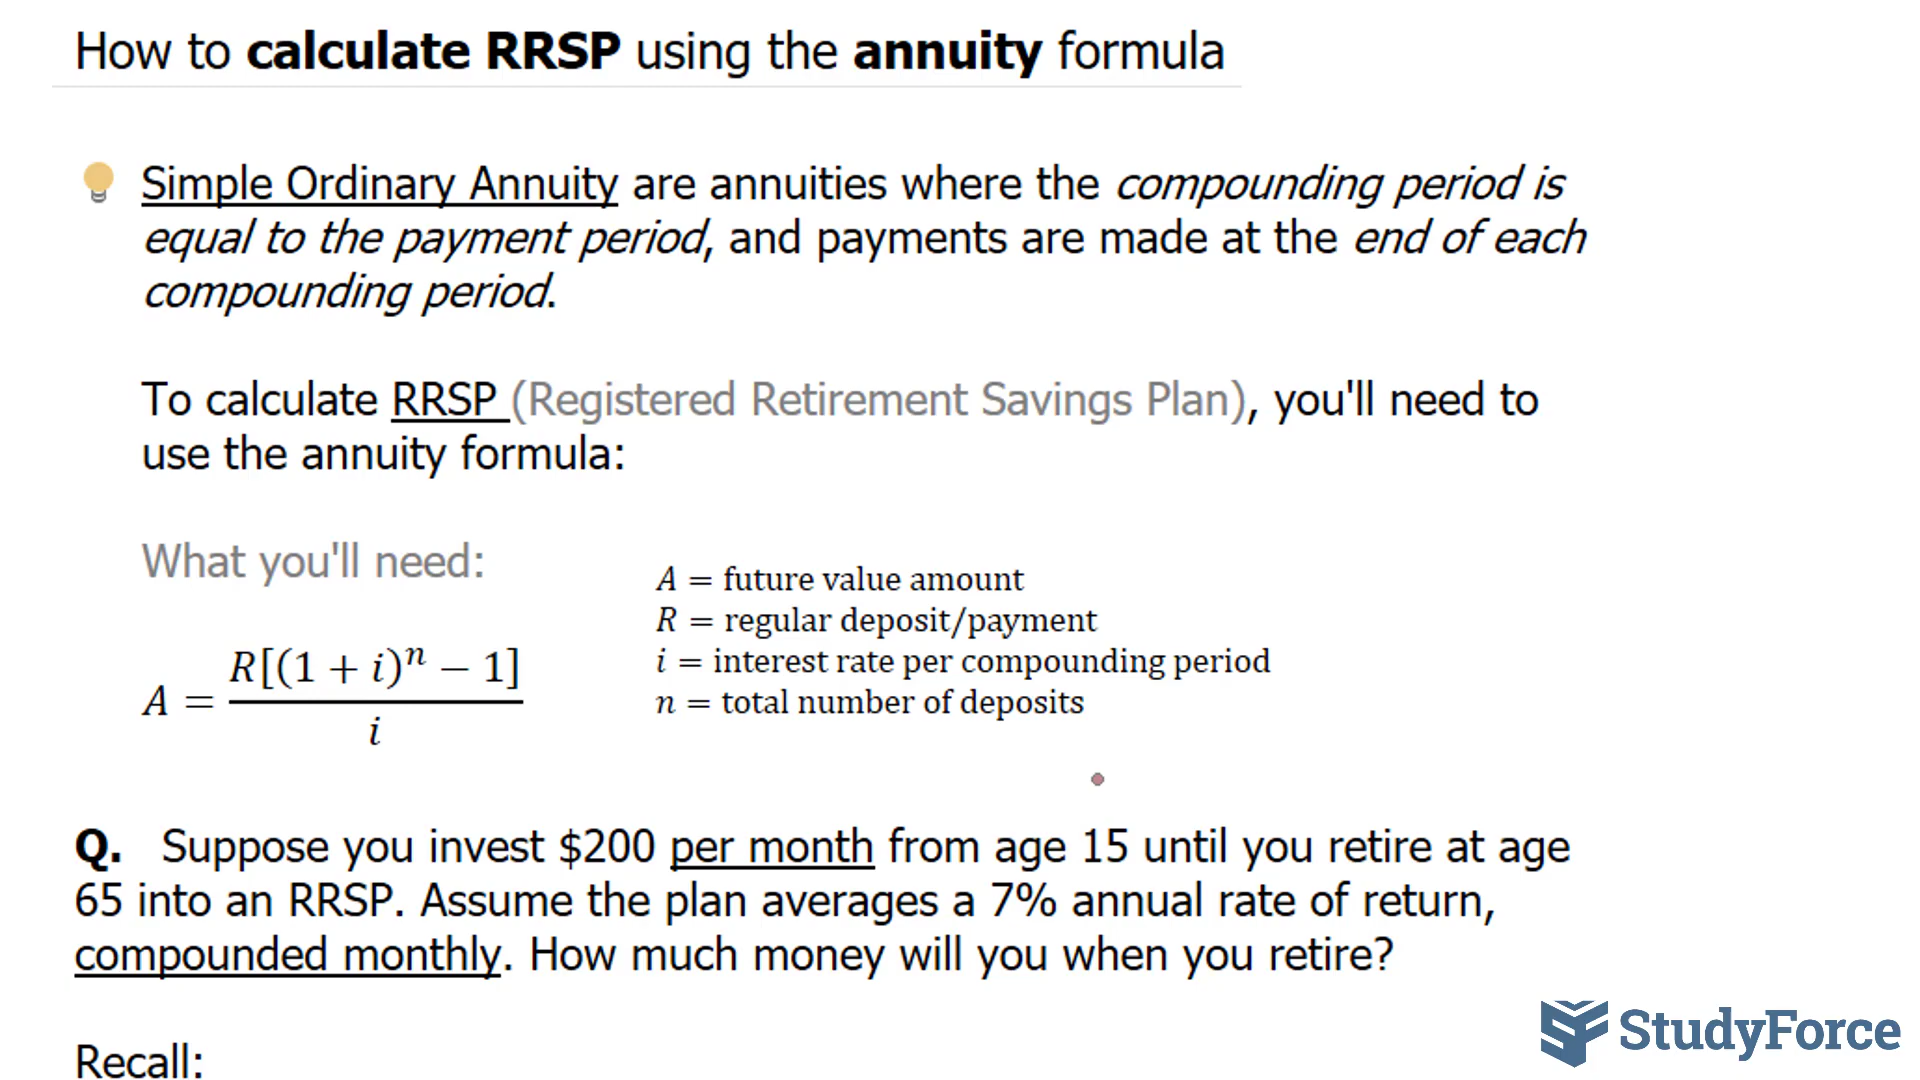 How to calculate RRSP using the annuity formula
Simple Ordinary Annuity are annuities where the compounding period is
equal to the payment period, and payments are made at the end of each
compounding period.
To calculate RRSP (Registered Retirement Savings Plan), you'll need to
use the annuity formula:
What you'll need:
A = R[(1 + i)^n − 1] / i
A = future value amount
R = regular deposit/payment
i = interest rate per compounding period
n = total number of deposits
Q. Suppose you invest $200 per month from age 15 until you retire at age
65 into an RRSP. Assume the plan averages a 7% annual rate of return,
compounded monthly. How much money will you when you retire?
Recall:
StudyForce